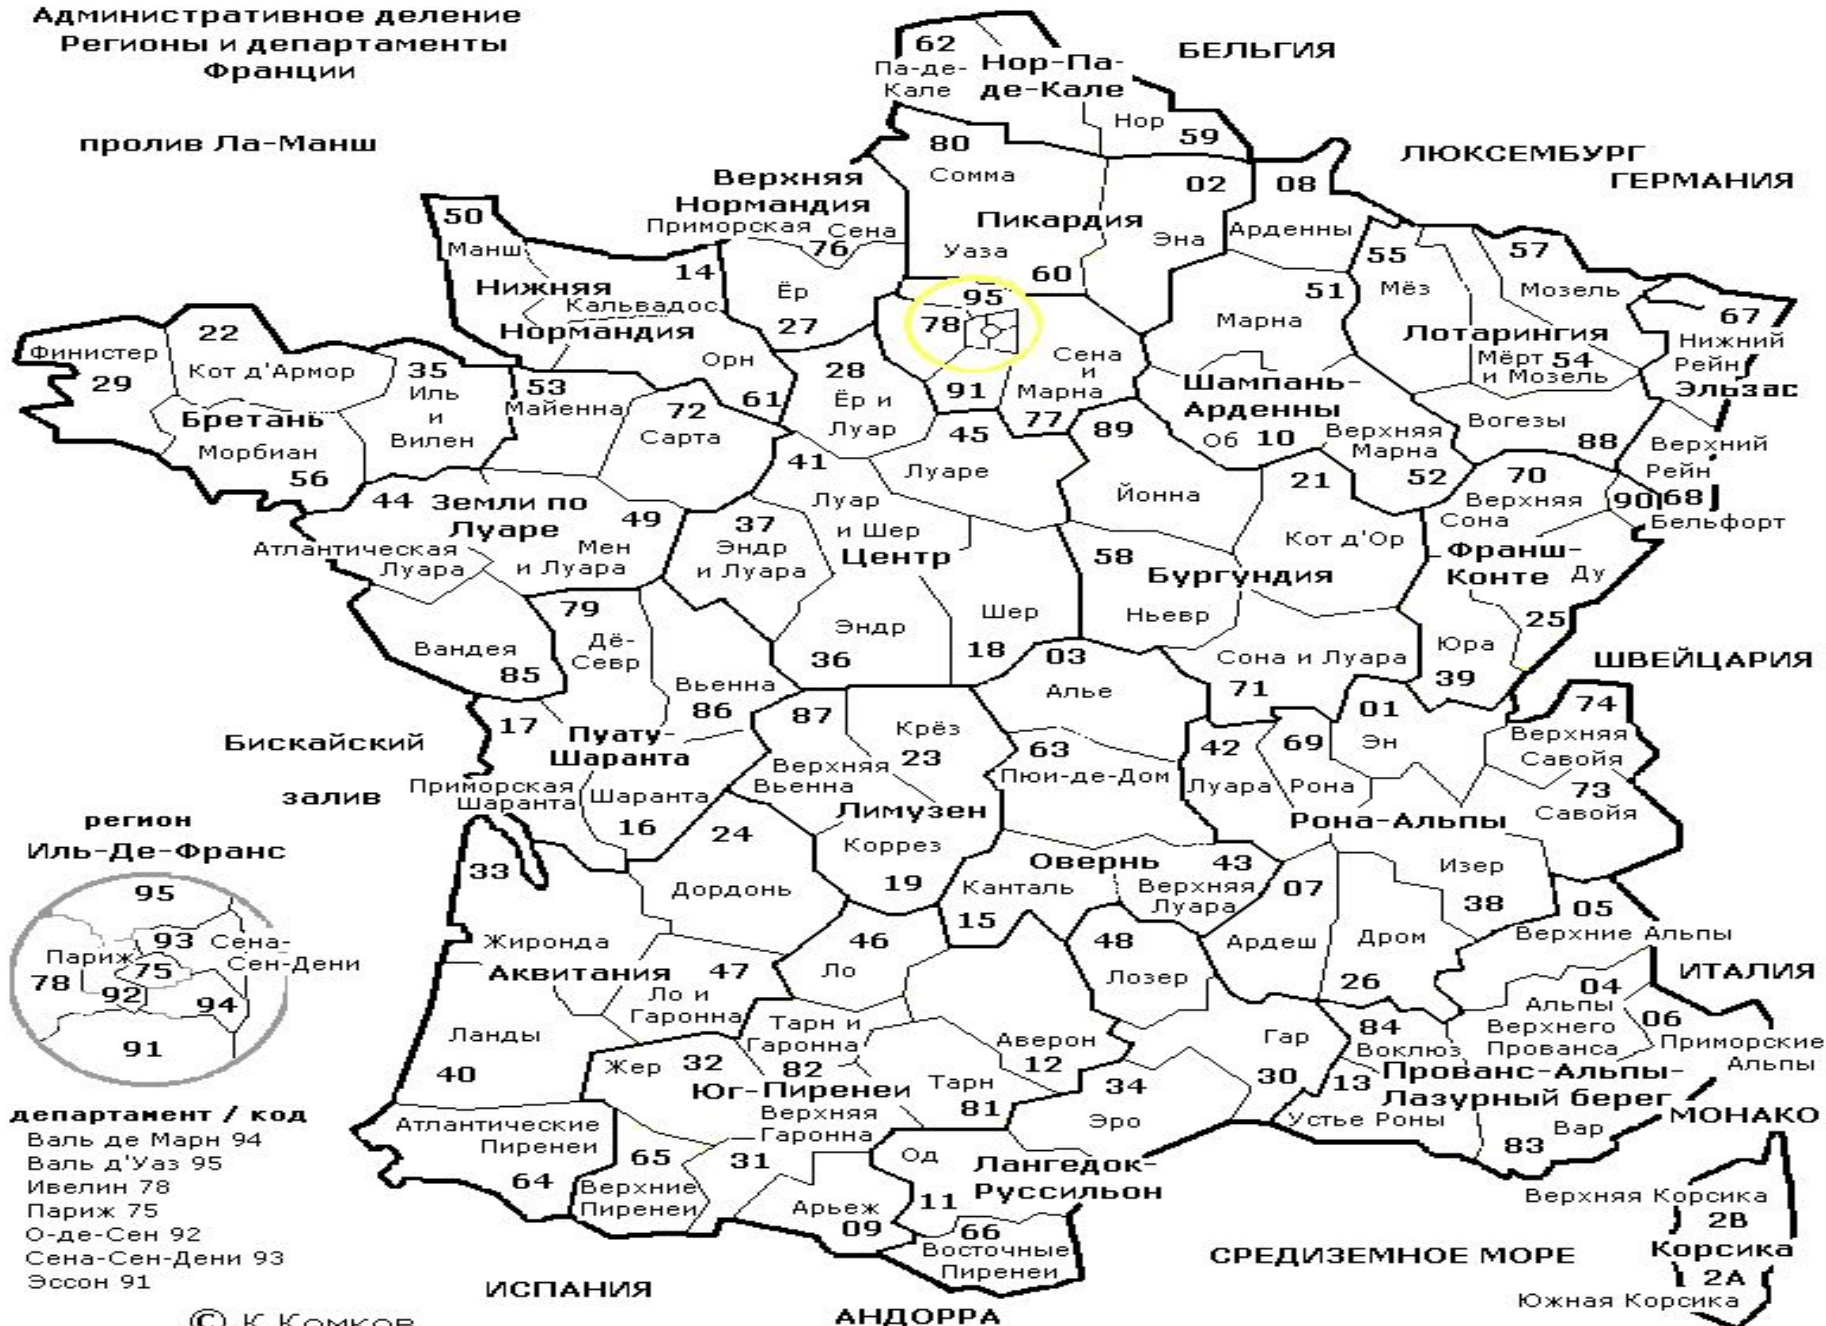 Административное деление
Регионы и департаменты
Франции
пролив Ла-Манш
62
Па-де-
Кале
Нор-Па-
де-Кале
БЕЛЬГИЯ
Нор
59
80
Сомма
02
08
ЛЮКСЕМБУРГ
ГЕРМАНИЯ
Верхняя
Нормандия
Приморская Сена
76
Пикардия
Эна
Уаза
60
Арденны
50
Манш
14
Нижняя
Кальвадос
Нормандия
Орн
61
Ёр
27
95
78
91
Сена
и
Марна
77
51
Марна
55
Мёз
57
Мозель
Лотарингия
Мёрт 54
и Мозель
67
Нижний
Рейн
Эльзас
22
Финистер
29
Кот д'Армор
35
Иль
и
Вилен
Бретань
Морбиан
56
53
Майенна
72
Сарта
28
Ёр и
Луар
45
Луаре
89
Йонна
Шампань-
Арденны
Об 10
Верхняя
Марна
52
Вогезы
88
Верхний
Рейн
90
68
Бельфорт
44
Земли по
Луаре
49
Атлантическая
Луара
Мен
и Луара
41
Луар
и Шер
37
Эндр
и Луара
Центр
21
Кот д'Ор
70
Верхняя
Сона
Франш-
Конте
Ду
25
58
Бургундия
Ньевр
79
Дё-
Севр
Вандея
85
Эндр
36
Шер
18
03
Алье
Сона и Луара
71
Юра
39
ШВЕЙЦАРИЯ
17
Вьенна
86
87
Крёз
23
Пуату-
Шаранта
Бискайский
залив
Приморская
Шаранта
Шаранта
16
Верхняя
Вьенна
Лимузен
63
Пюи-де-Дом
42
Луара
69
Рона
01
Эн
74
Верхняя
Савойя
73
Савойя
Рона-Альпы
регион
Иль-Де-Франс
95
93
Сена-
Сен-Дени
Париж
75
78
92
94
91
33
24
Дордонь
Коррез
19
Овернь
43
Канталь
15
Верхняя
Луара
07
Изер
38
05
Верхние Альпы
Жиронда
Аквитания
47
Ло и
Гаронна
46
Ло
48
Лозер
Ардеш
Дром
26
ИТАЛИЯ
04
Альпы
Верхнего
Прованса
06
Приморские
Альпы
Ланды
40
Жер
32
Тарн и
Гаронна
82
Аверон
12
Гар
30
84
Воклюз
13
Прованс-Альпы-
Лазурный берег
МОНАКО
Юг-Пиренеи
Тарн
81
34
Эро
Устье Роны
Вар
83
Атлантические
Пиренеи
64
65
Верхние
Пиренеи
Верхняя
Гаронна
31
Арьеж
09
Од
11
Лангедок-
Руссильон
66
Восточные
Пиренеи
Верхняя Корсика
2B
Корсика
2A
Южная Корсика
СРЕДИЗЕМНОЕ МОРЕ
ИСПАНИЯ
АНДОРРА
департамент / код
Валь де Марн 94
Валь д'Уаз 95
Ивелин 78
Париж 75
О-де-Сен 92
Сена-Сен-Дени 93
Эссон 91
© К.Комков